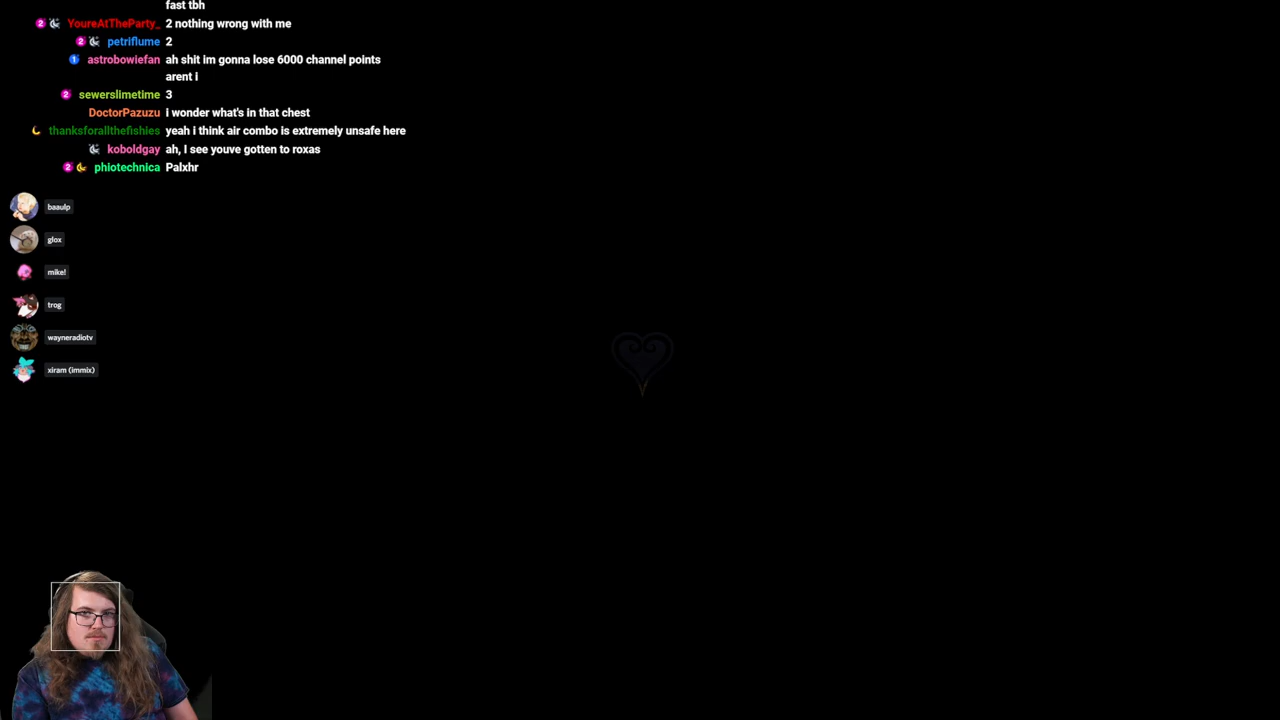 fast tbh
YoureAtTheParty_ 2 nothing wrong with me
petriflume 2
astrobowiefan ah shit im gonna lose 6000 channel points
arent i
sewerslimetime 3
DoctorPazuzu i wonder what's in that chest
thanksforallthefishies yeah i think air combo is extremely unsafe here
koboldgay ah, I see youve gotten to roxas
phiotechnica Palxhr
baaulp
glox
mike!
trog
wayneradiotv
xiram (immix)